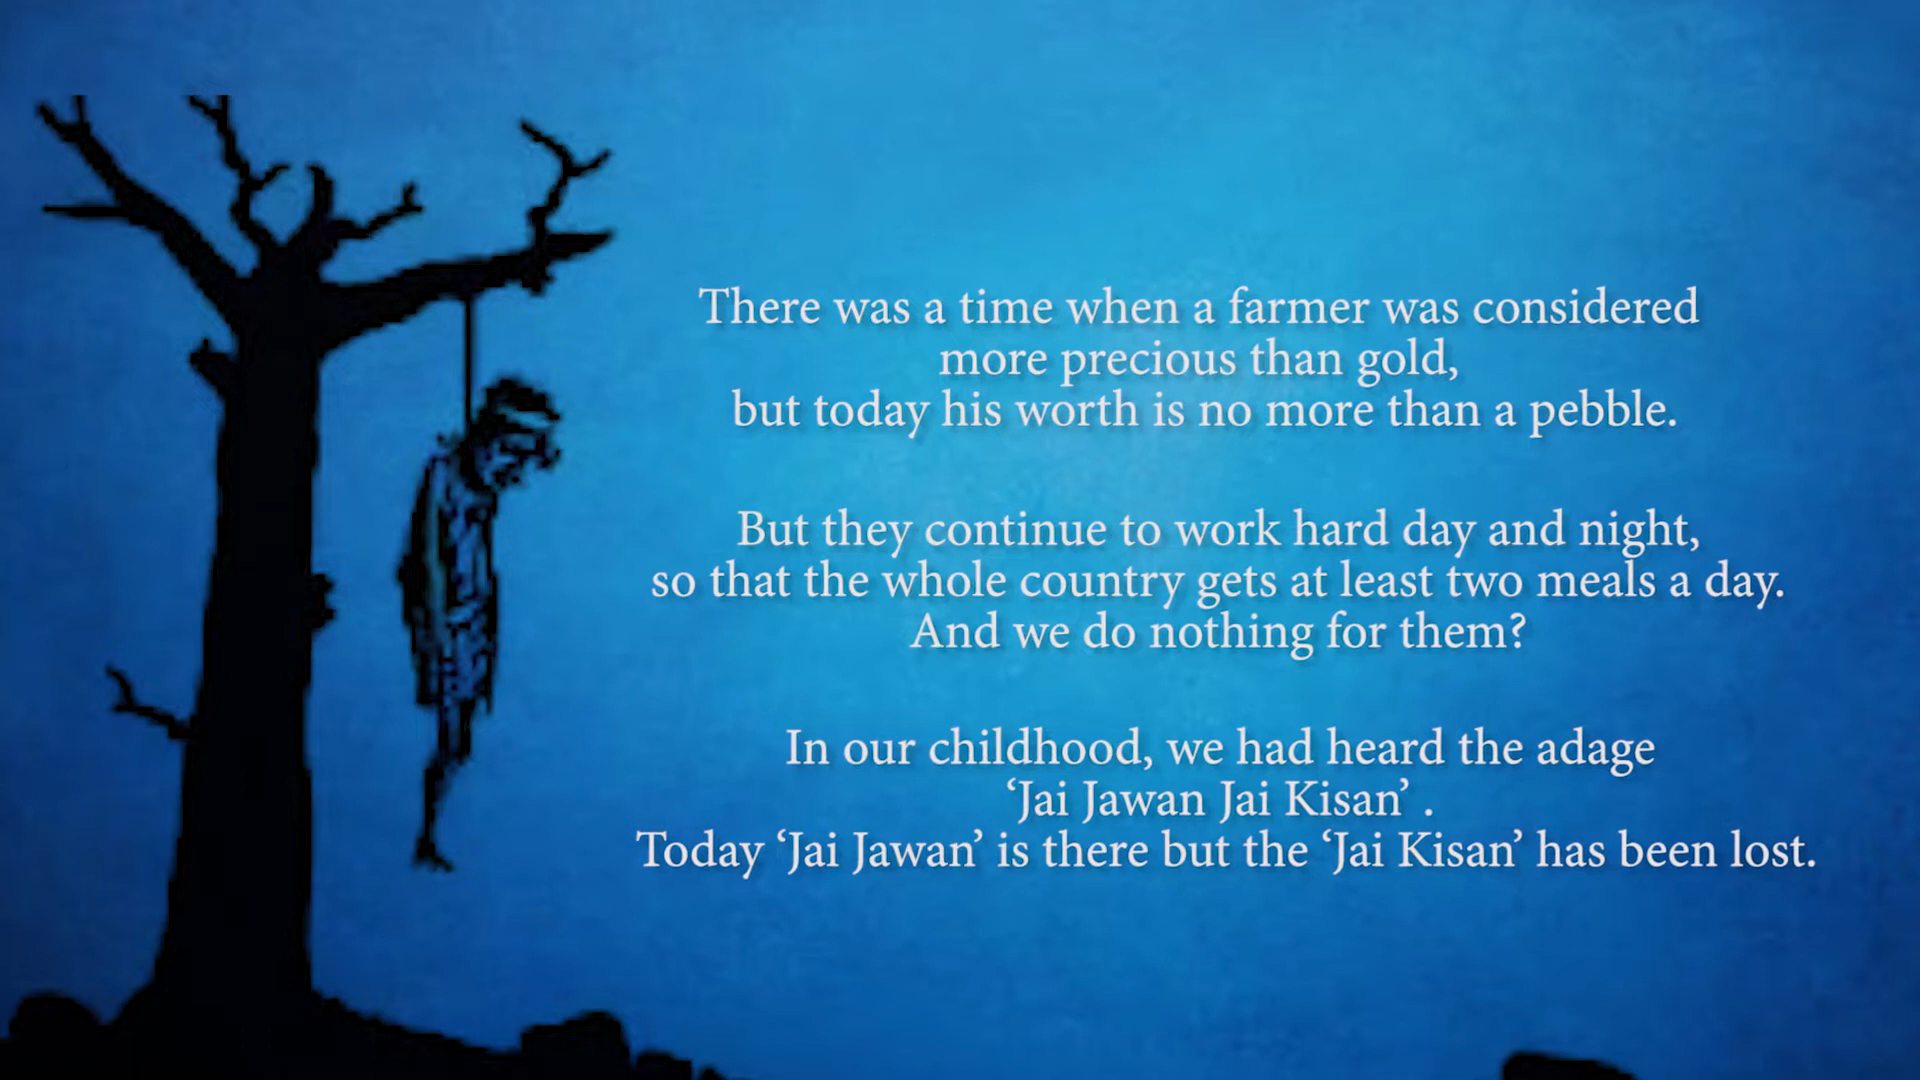 There was a time when a farmer was considered
more precious than gold,
but today his worth is no more than a pebble.
But they continue to work hard day and night,
so that the whole country gets at least two meals a day.
And we do nothing for them?
In our childhood, we had heard the adage
‘Jai Jawan Jai Kisan’ .
Today ‘Jai Jawan’ is there but the ‘Jai Kisan’ has been lost.